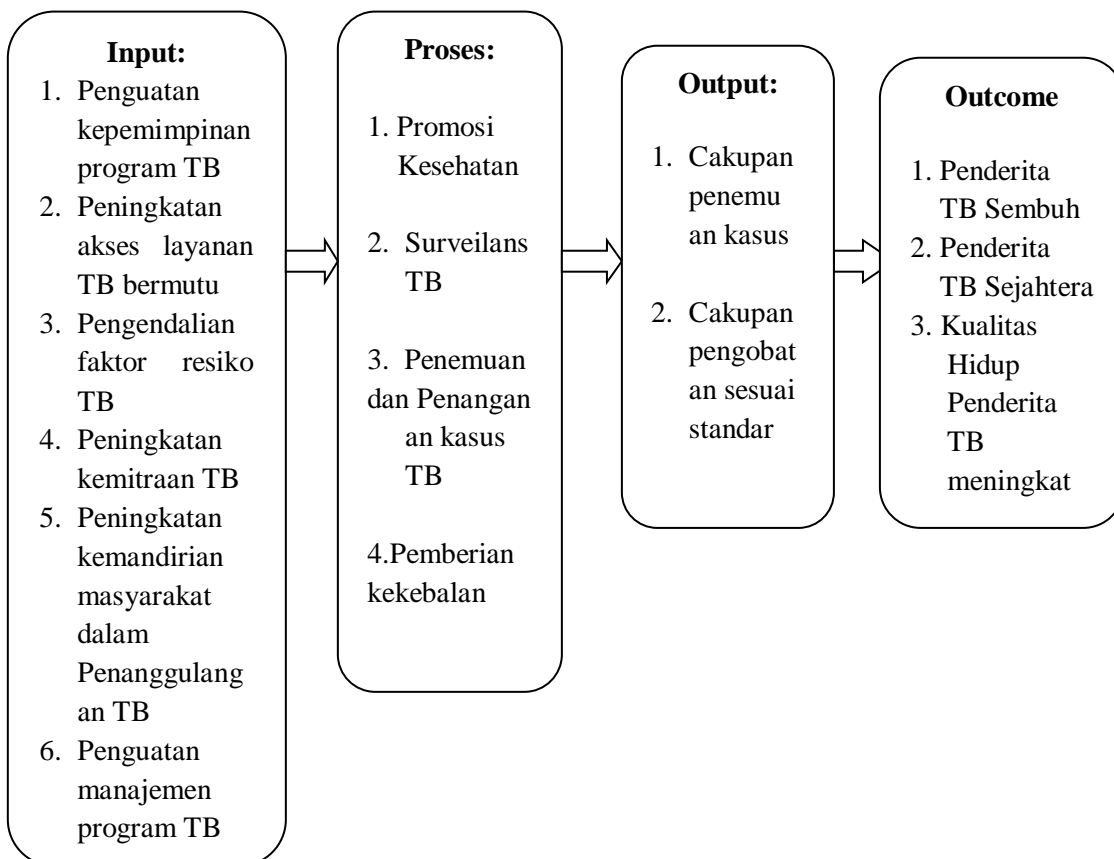 Input:
1. Penguatan
kepemimpinan
program TB
2. Peningkatan
akses layanan
TB bermutu
3. Pengendalian
faktor resiko
TB
4. Peningkatan
kemitraan TB
5. Peningkatan
kemandirian
masyarakat
dalam
Penanggulang
an TB
6. Penguatan
manajemen
program TB
Proses:
1. Promosi
Kesehatan
2. Surveilans
TB
3. Penemuan
dan Penangan
an kasus
TB
4.Pemberian
kekebalan
Output:
1. Cakupan
penemu
an kasus
2. Cakupan
pengobat
an sesuai
standar
Outcome
1. Penderita
TB Sembuh
2. Penderita
TB Sejahtera
3. Kualitas
Hidup
Penderita
TB
meningkat